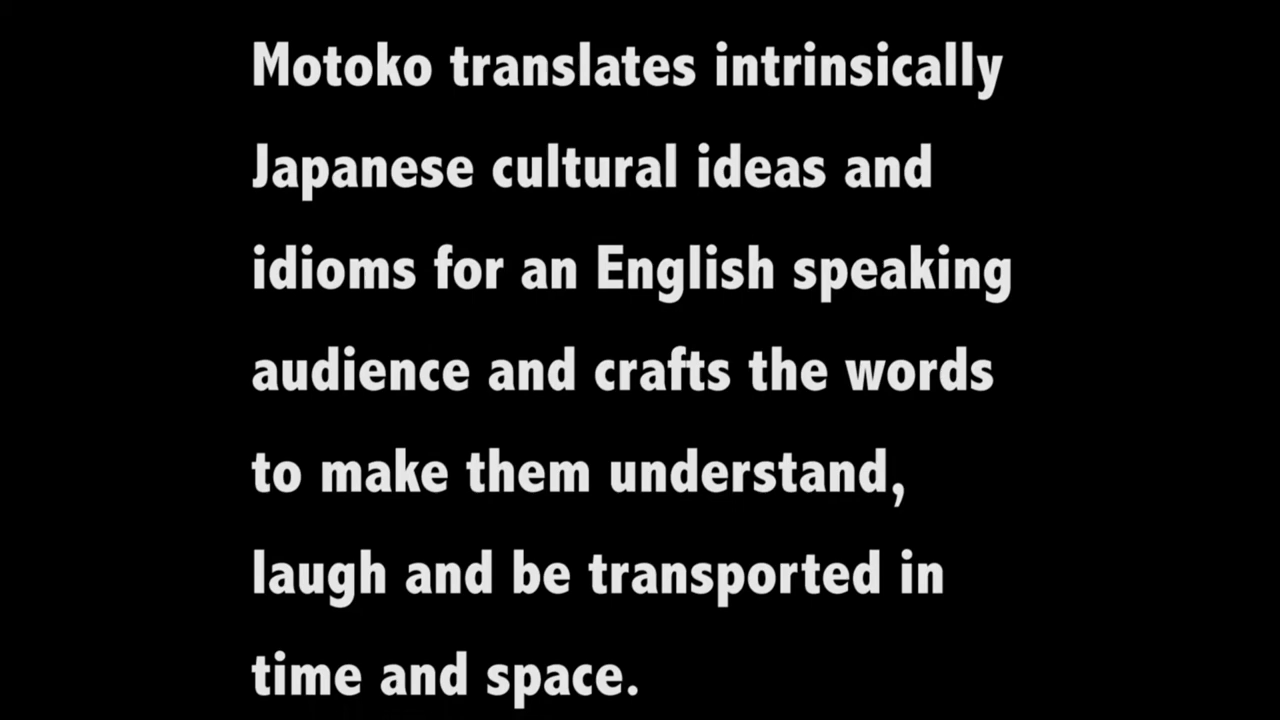 Motoko translates intrinsically
Japanese cultural ideas and
idioms for an English speaking
audience and crafts the words
to make them understand,
laugh and be transported in
time and space.